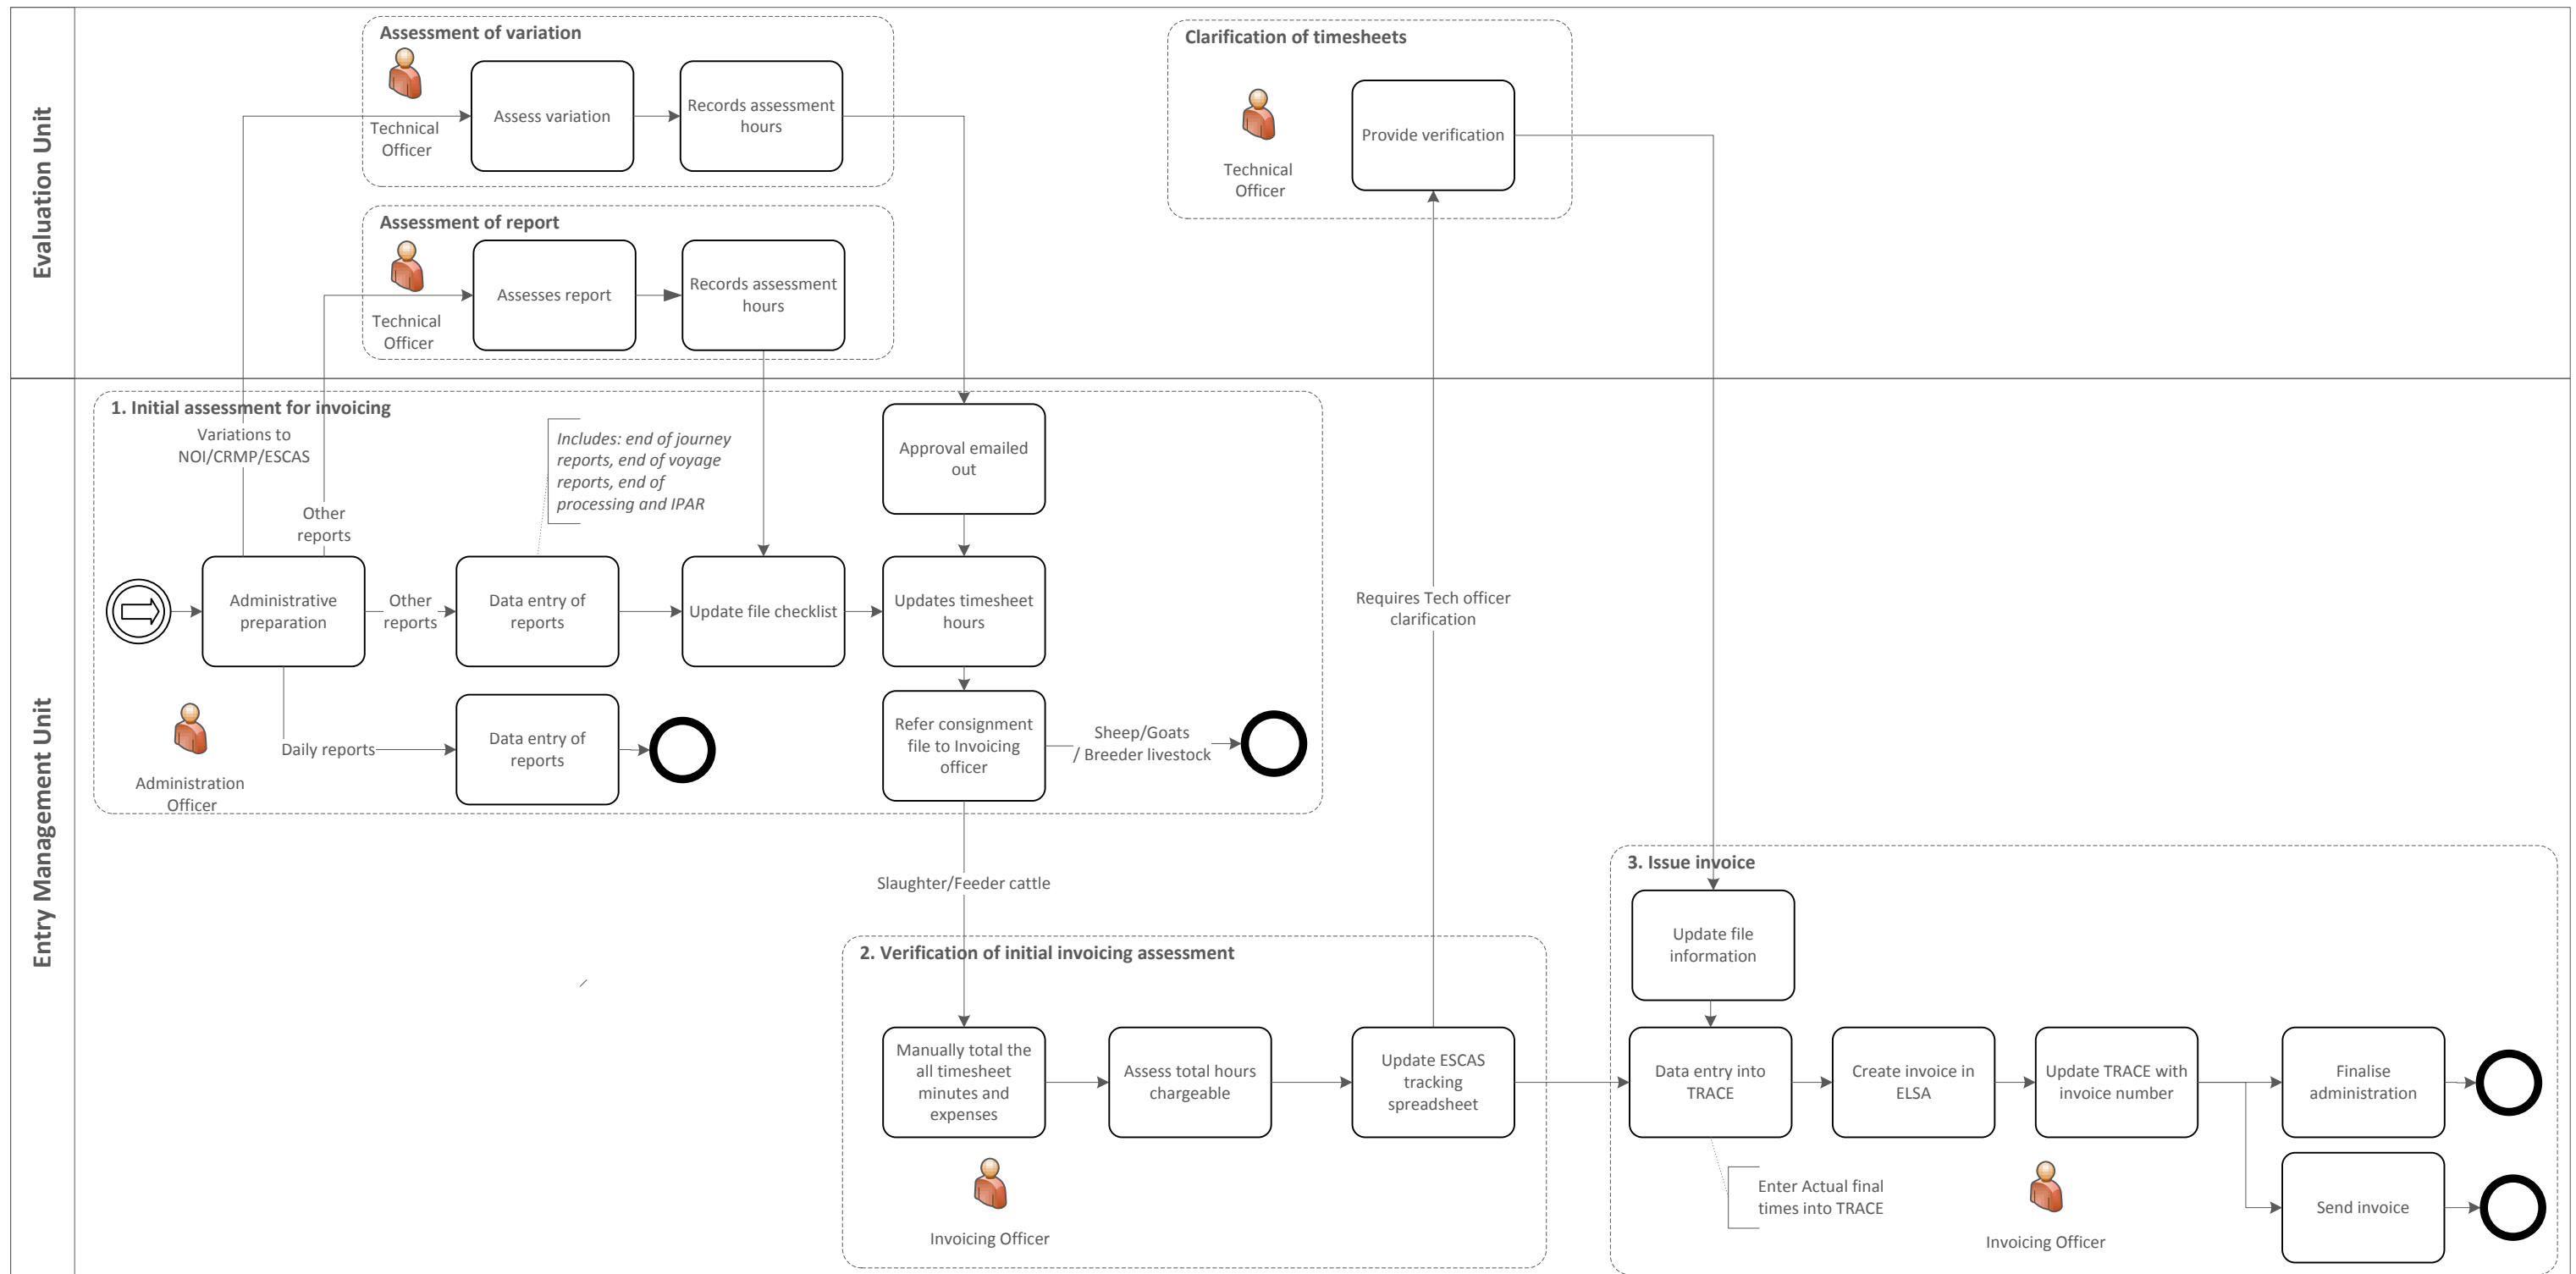 Evaluation Unit
Assessment of variation
Technical
Officer
Assess variation
Records assessment
hours
Clarification of timesheets
Technical
Officer
Provide verification
Assessment of report
Technical
Officer
Assesses report
Records assessment
hours
Entry Management Unit
1. Initial assessment for invoicing
Variations to
NOI/CRMP/ESCAS
Other
reports
Includes: end of journey
reports, end of voyage
reports, end of
processing and IPAR
Approval emailed
out
Administrative
preparation
Other
reports
Data entry of
reports
Update file checklist
Updates timesheet
hours
Requires Tech officer
clarification
Administration
Officer
Daily reports
Data entry of
reports
Refer consignment
file to Invoicing
officer
Sheep/Goats
/ Breeder livestock
Slaughter/Feeder cattle
2. Verification of initial invoicing assessment
Manually total the
all timesheet
minutes and
expenses
Assess total hours
chargeable
Update ESCAS
tracking
spreadsheet
Invoicing Officer
3. Issue invoice
Update file
information
Data entry into
TRACE
Create invoice in
ELSA
Update TRACE with
invoice number
Finalise
administration
Enter Actual final
times into TRACE
Invoicing Officer
Send invoice